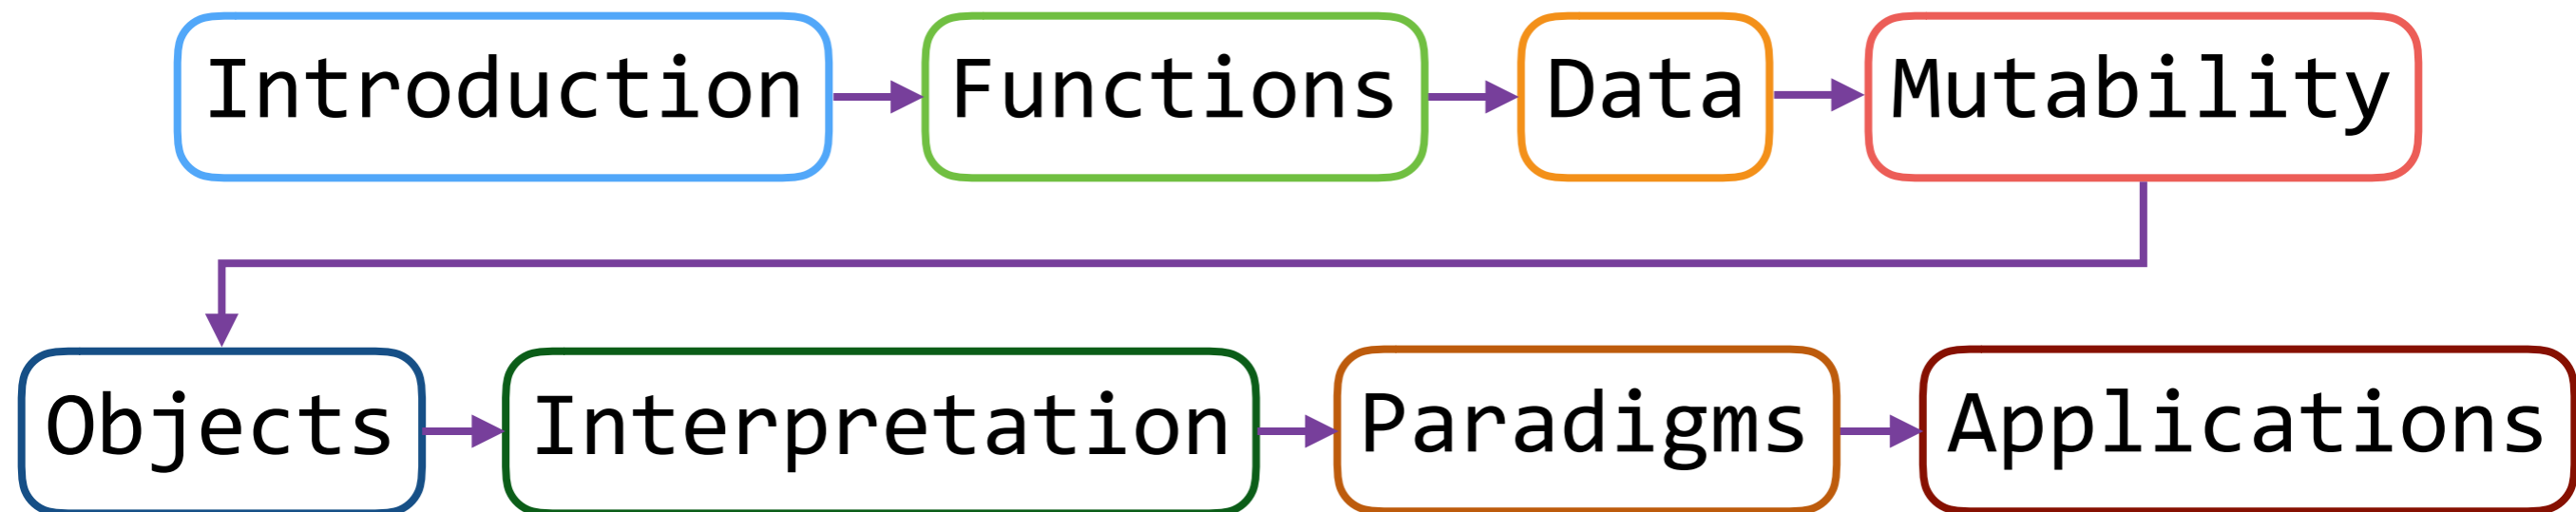 Introduction Functions Data Mutability
Objects Interpretation Paradigms Applications